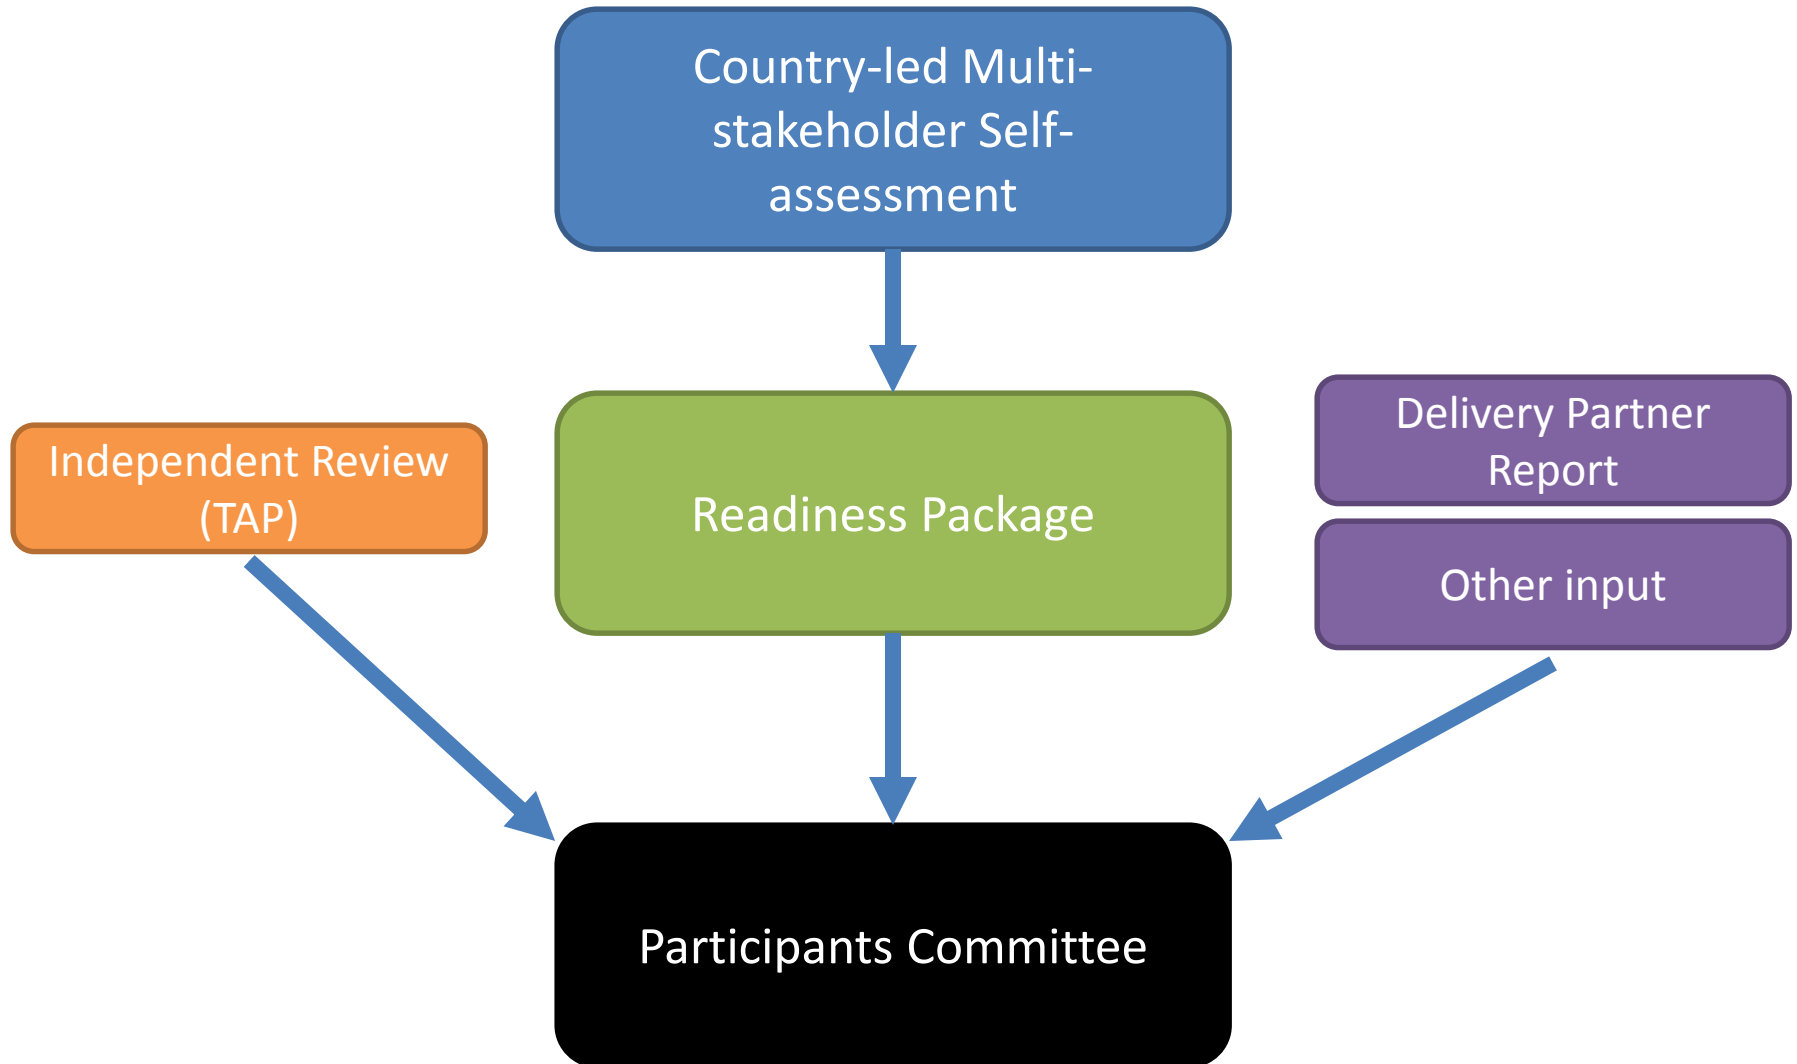 Country-led Multi-
stakeholder Self-
assessment
Independent Review
(TAP)
Readiness Package
Delivery Partner
Report
Other input
Participants Committee